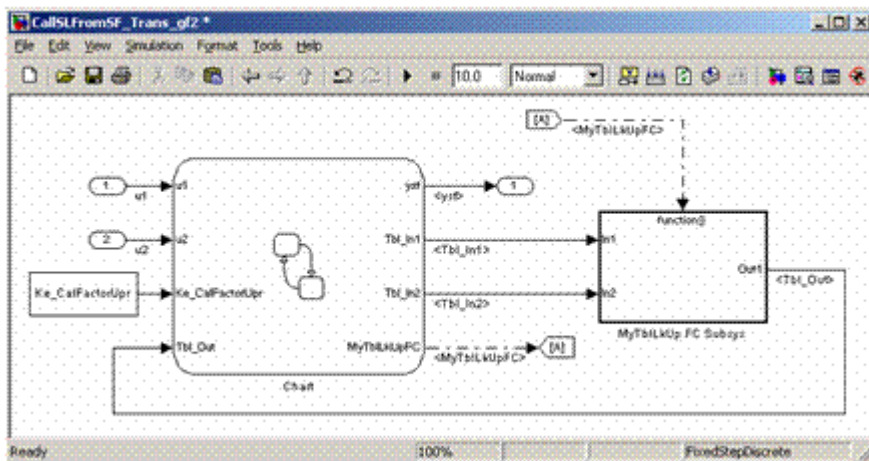 CallSLFromSF_Trans_gf2 *
File Edit View Simulation Format Tools Help
10.0 Normal
[A]
<MyTblLkUpFC>
1
u1
u1
ysf
<ysf>
1
function()
2
u2
u2
Tbl_In1
<Tbl_In1>
In1
Out1
<Tbl_Out>
Ke_CalFactorUpr
Ke_CalFactorUpr
Tbl_In2
<Tbl_In2>
In2
MyTblLkUp FC Subsys
Tbl_Out
MyTblLkUpFC
<MyTblLkUpFC>
[A]
Chart
Ready 100% FixedStepDiscrete